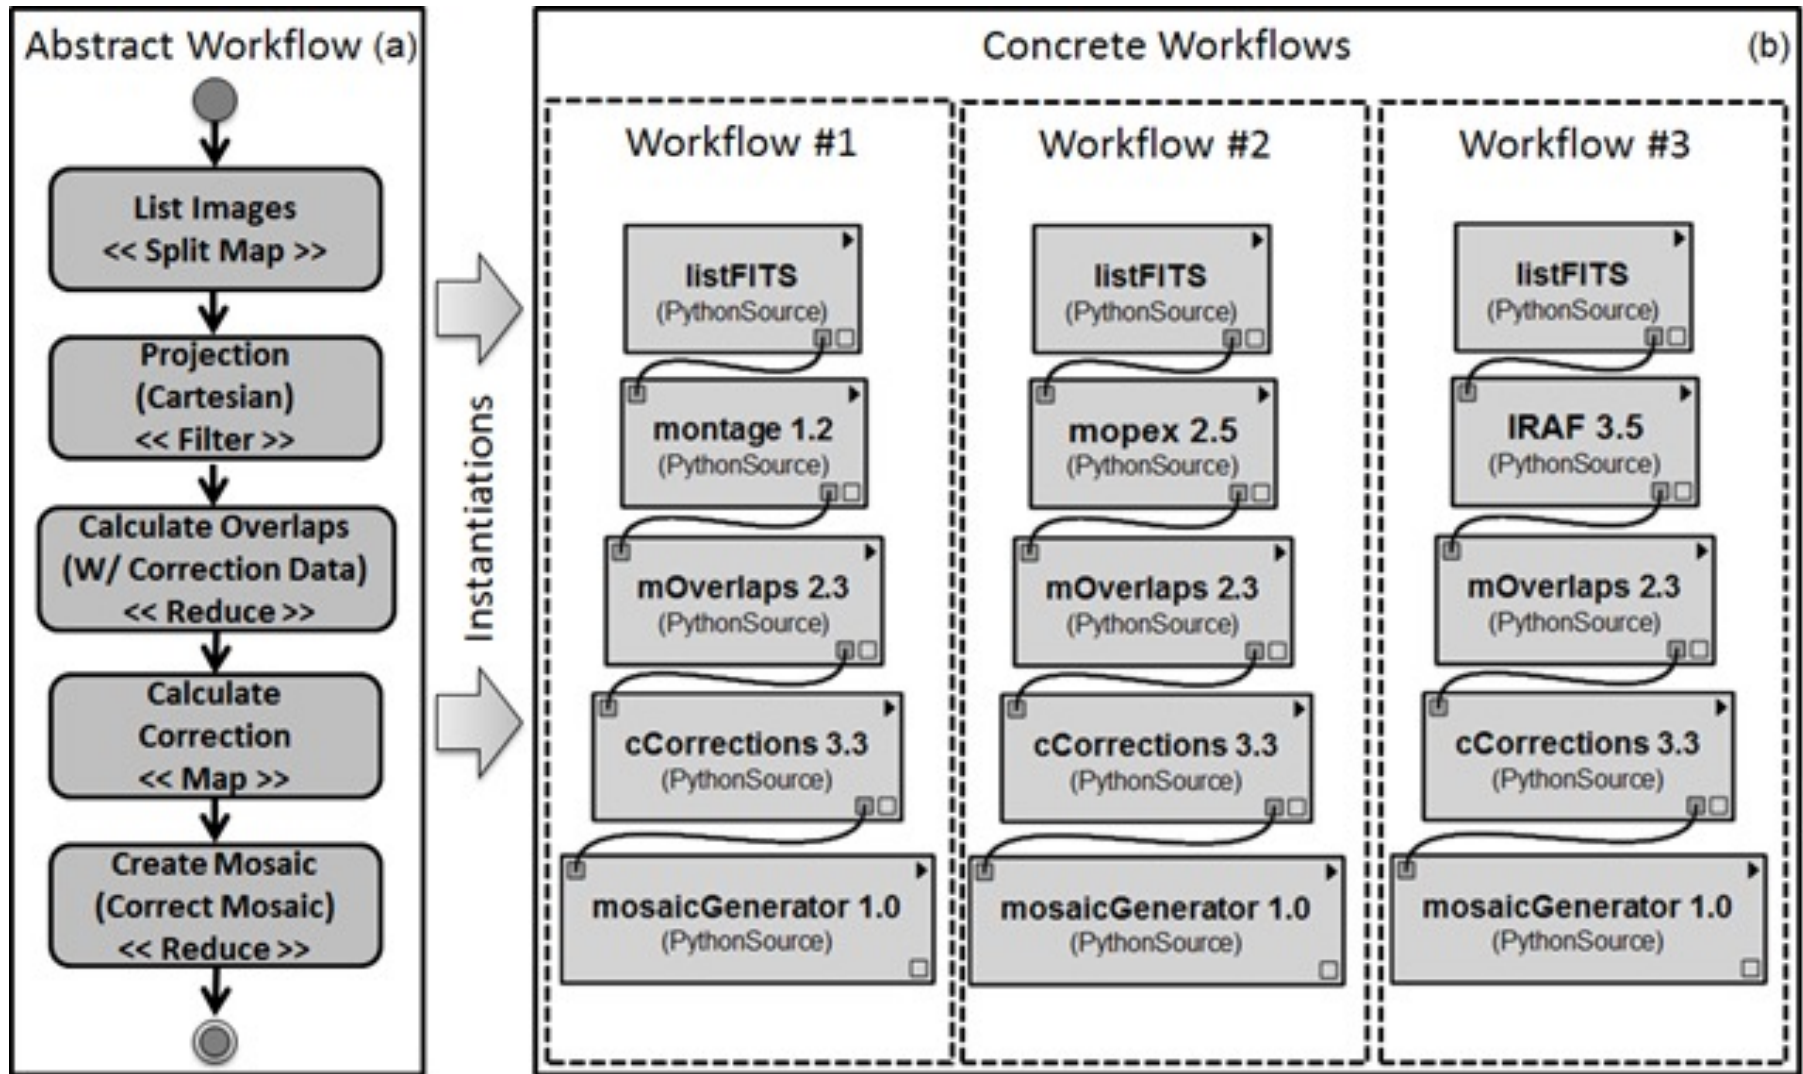 Abstract Workflow (a)
List Images
<< Split Map >>
Projection
(Cartesian)
<< Filter >>
Calculate Overlaps
(W/ Correction Data)
<< Reduce >>
Calculate
Correction
<< Map >>
Create Mosaic
(Correct Mosaic)
<< Reduce >>
Instantiations
Concrete Workflows
(b)
Workflow #1
listFITS
(PythonSource)
montage 1.2
(PythonSource)
mOverlaps 2.3
(PythonSource)
cCorrections 3.3
(PythonSource)
mosaicGenerator 1.0
(PythonSource)
Workflow #2
listFITS
(PythonSource)
mopex 2.5
(PythonSource)
mOverlaps 2.3
(PythonSource)
cCorrections 3.3
(PythonSource)
mosaicGenerator 1.0
(PythonSource)
Workflow #3
listFITS
(PythonSource)
IRAF 3.5
(PythonSource)
mOverlaps 2.3
(PythonSource)
cCorrections 3.3
(PythonSource)
mosaicGenerator 1.0
(PythonSource)